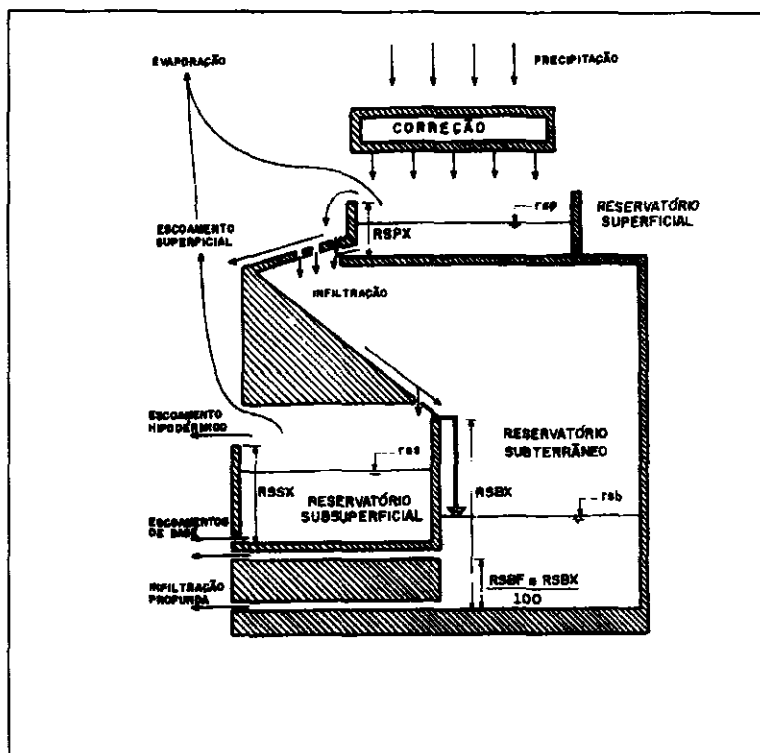 EVAPORAÇÃO
PRECIPITAÇÃO
CORREÇÃO
rsp
RESERVATÓRIO
SUPERFICIAL
RSPX
ESCOAMENTO
SUPERFICIAL
INFILTRAÇÃO
ESCOAMENTO
HIPODÉRMICO
RESERVATÓRIO
SUBTERRÂNEO
rss
RSSX
RESERVATÓRIO
SUBSUPERFICIAL
RSBX
rsb
ESCOAMENTOS
DE BASE
INFILTRAÇÃO
PROFUNDA
RSBF = RSBX
100